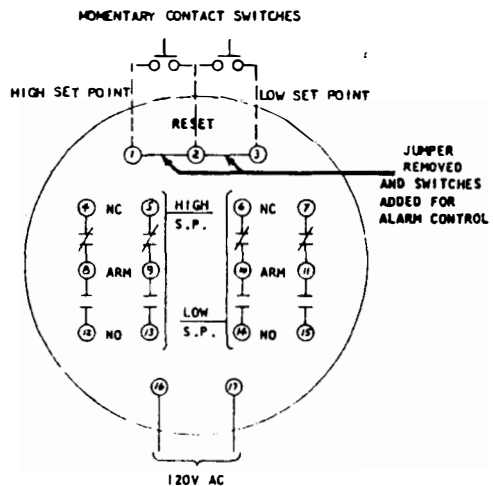 MOMENTARY CONTACT SWITCHES
HIGH SET POINT
LOW SET POINT
RESET
1 2 3
JUMPER
REMOVED
AND SWITCHES
ADDED FOR
ALARM CONTROL
4 NC 5 HIGH 6 NC 7
S.P.
8 ARM 9 ARM 11
LOW
12 NO 13 S.P. 14 NO 15
16 17
120V AC